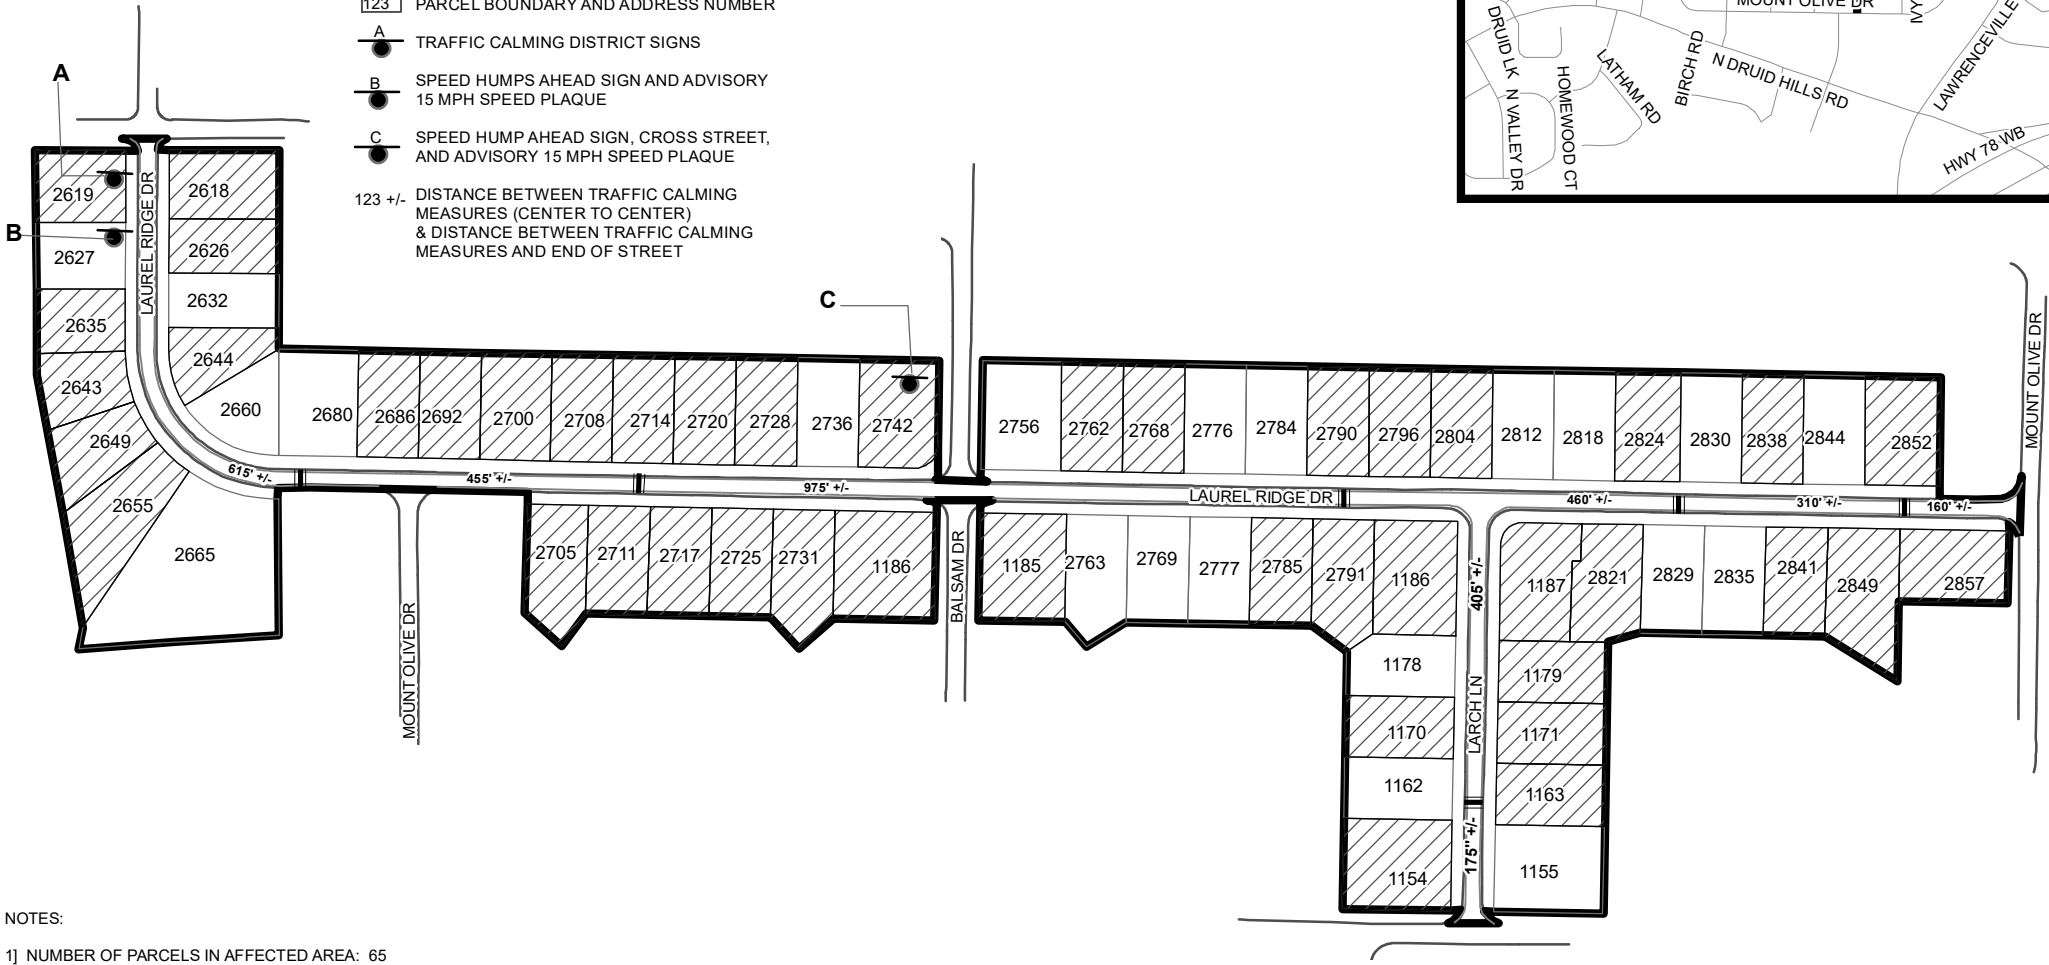 123 PARCEL BOUNDARY AND ADDRESS NUMBER
A TRAFFIC CALMING DISTRICT SIGNS
B SPEED HUMPS AHEAD SIGN AND ADVISORY
15 MPH SPEED PLAQUE
C SPEED HUMP AHEAD SIGN, CROSS STREET,
AND ADVISORY 15 MPH SPEED PLAQUE
123 +/- DISTANCE BETWEEN TRAFFIC CALMING
MEASURES (CENTER TO CENTER)
& DISTANCE BETWEEN TRAFFIC CALMING
MEASURES AND END OF STREET
MOUNT OLIVE DR
IVY
DRUID LK
N VALLEY DR
HOMEWOOD CT
LATHAM RD
BIRCH RD
N DRUID HILLS RD
LAWRENCEVILLE
HWY 78 WB
A
B
C
LAUREL RIDGE DR
2619
2627
2635
2643
2649
2655
2665
2618
2626
2632
2644
2660
2680
2686
2692
2700
2708
2714
2720
2728
2736
2742
2756
2762
2768
2776
2784
2790
2796
2804
2812
2818
2824
2830
2838
2844
2852
MOUNT OLIVE DR
615' +/-
455' +/-
975' +/-
LAUREL RIDGE DR
460' +/-
310' +/-
160' +/-
2705
2711
2717
2725
2731
1186
BALSAM DR
1185
2763
2769
2777
2785
2791
1186
405" +/-
1187
2821
2829
2835
2841
2849
2857
MOUNT OLIVE DR
1178
1170
1162
1154
LARCH LN
175" +/-
1179
1171
1163
1155
NOTES:
1] NUMBER OF PARCELS IN AFFECTED AREA: 65